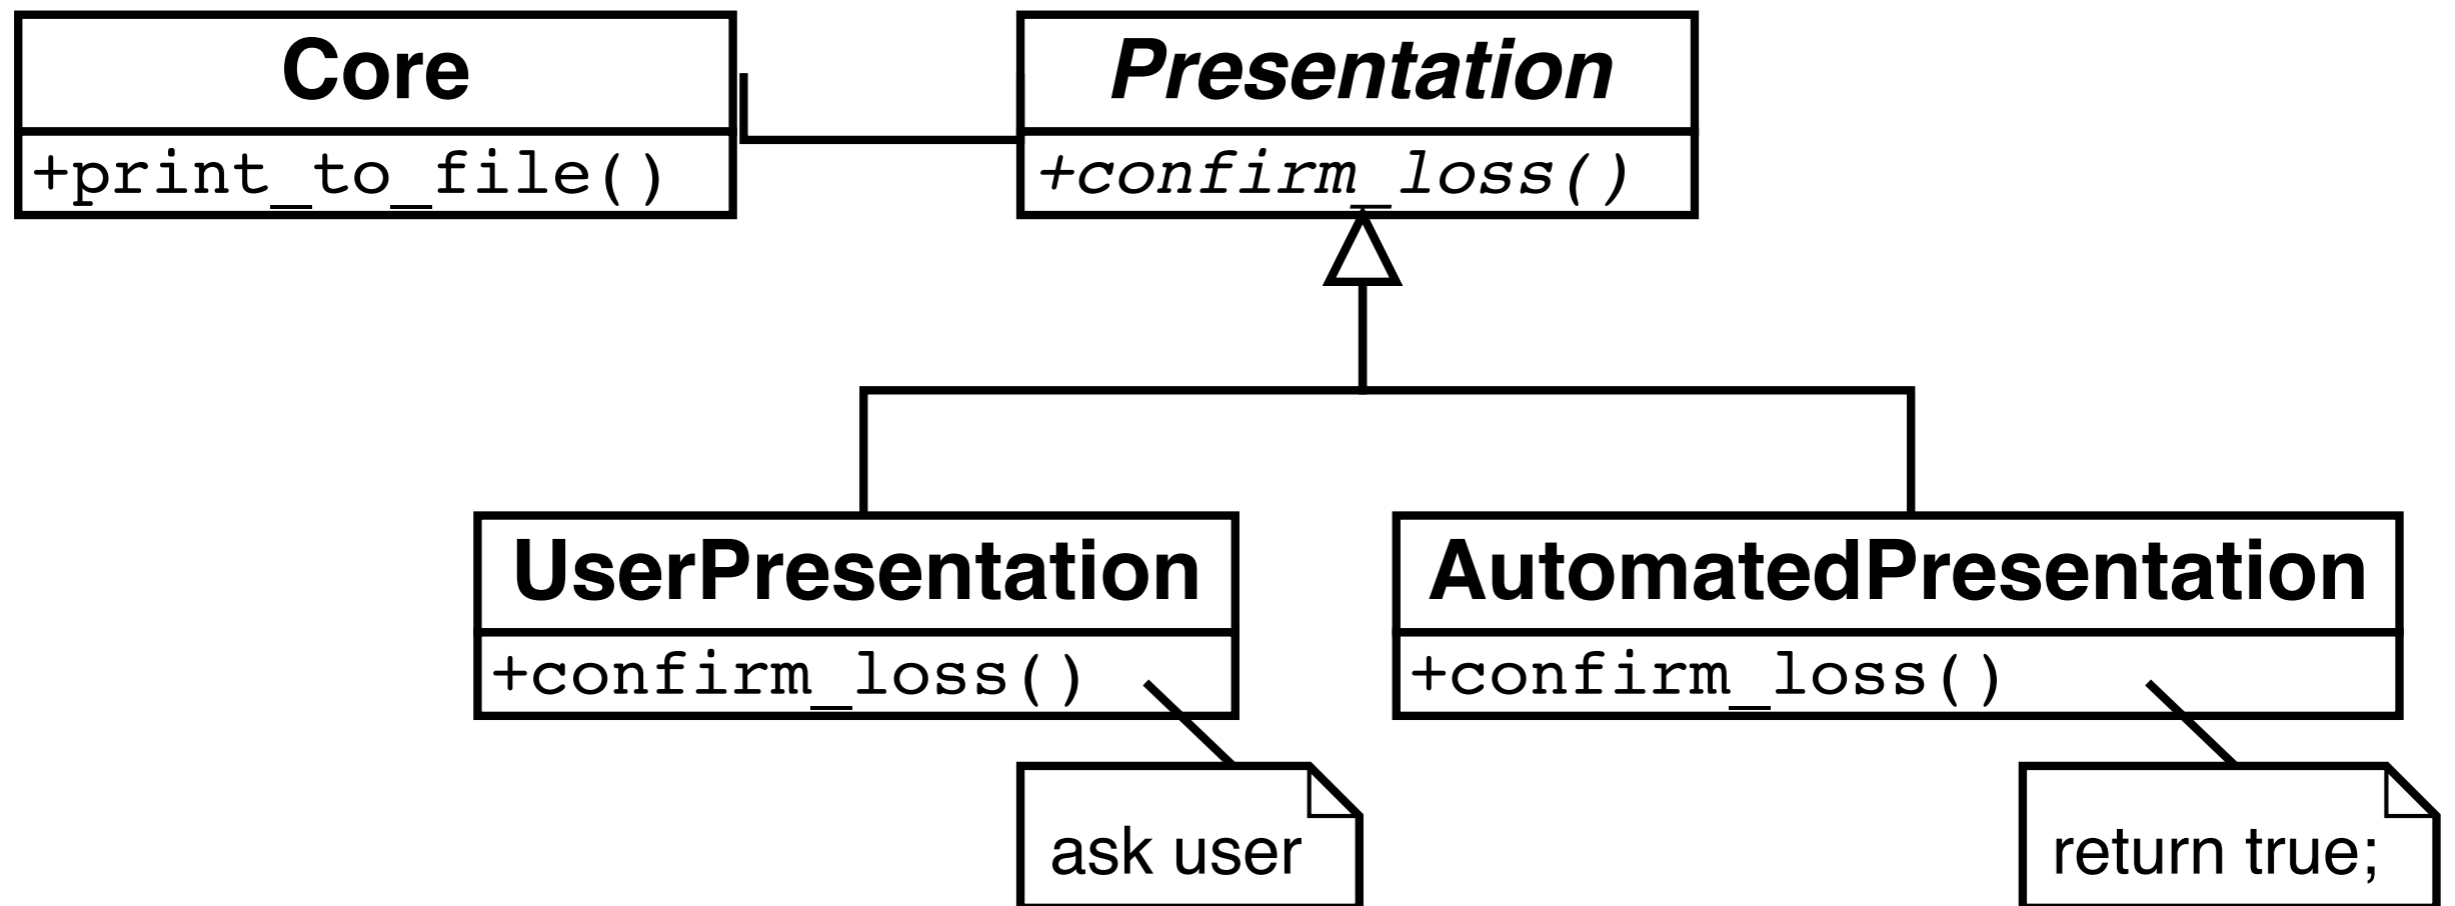 Core
+print_to_file()
Presentation
+confirm_loss()
UserPresentation
+confirm_loss()
AutomatedPresentation
+confirm_loss()
ask user
return true;